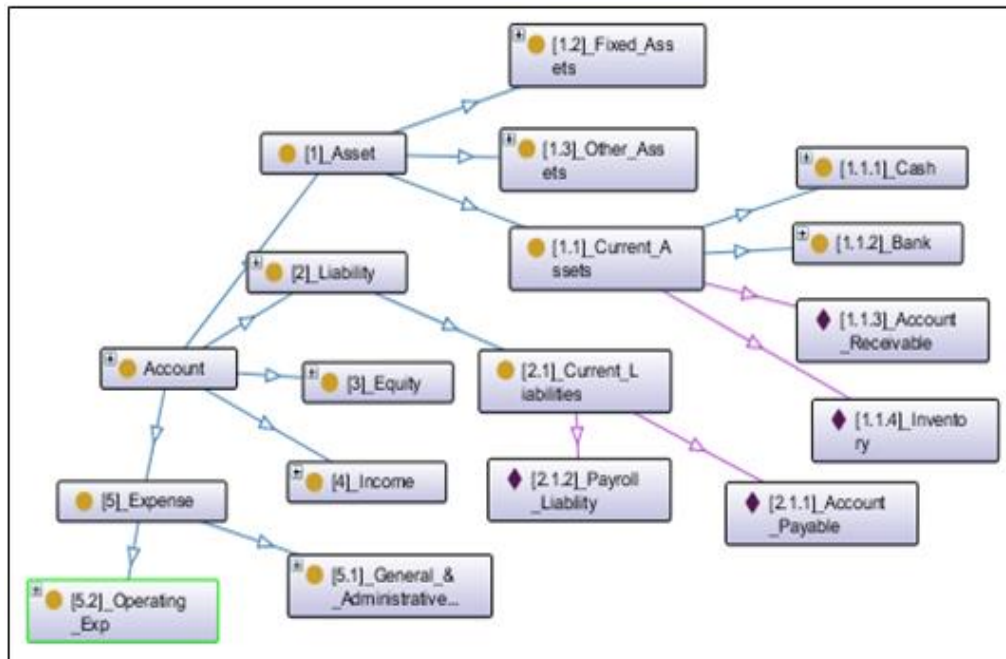 [1.2]_Fixed_Ass
ets
[1]_Asset
[1.3]_Other_Ass
ets
[1.1.1]_Cash
[1.1]_Current_A
ssets
[1.1.2]_Bank
[2]_Liability
[1.1.3]_Account
_Receivable
Account
[3]_Equity
[2.1]_Current_L
iabilities
[1.1.4]_Invento
ry
[4]_Income
[2.1.2]_Payroll
_Liability
[2.1.1]_Account
_Payable
[5]_Expense
[5.1]_General_&
_Administrative...
[5.2]_Operating
_Exp